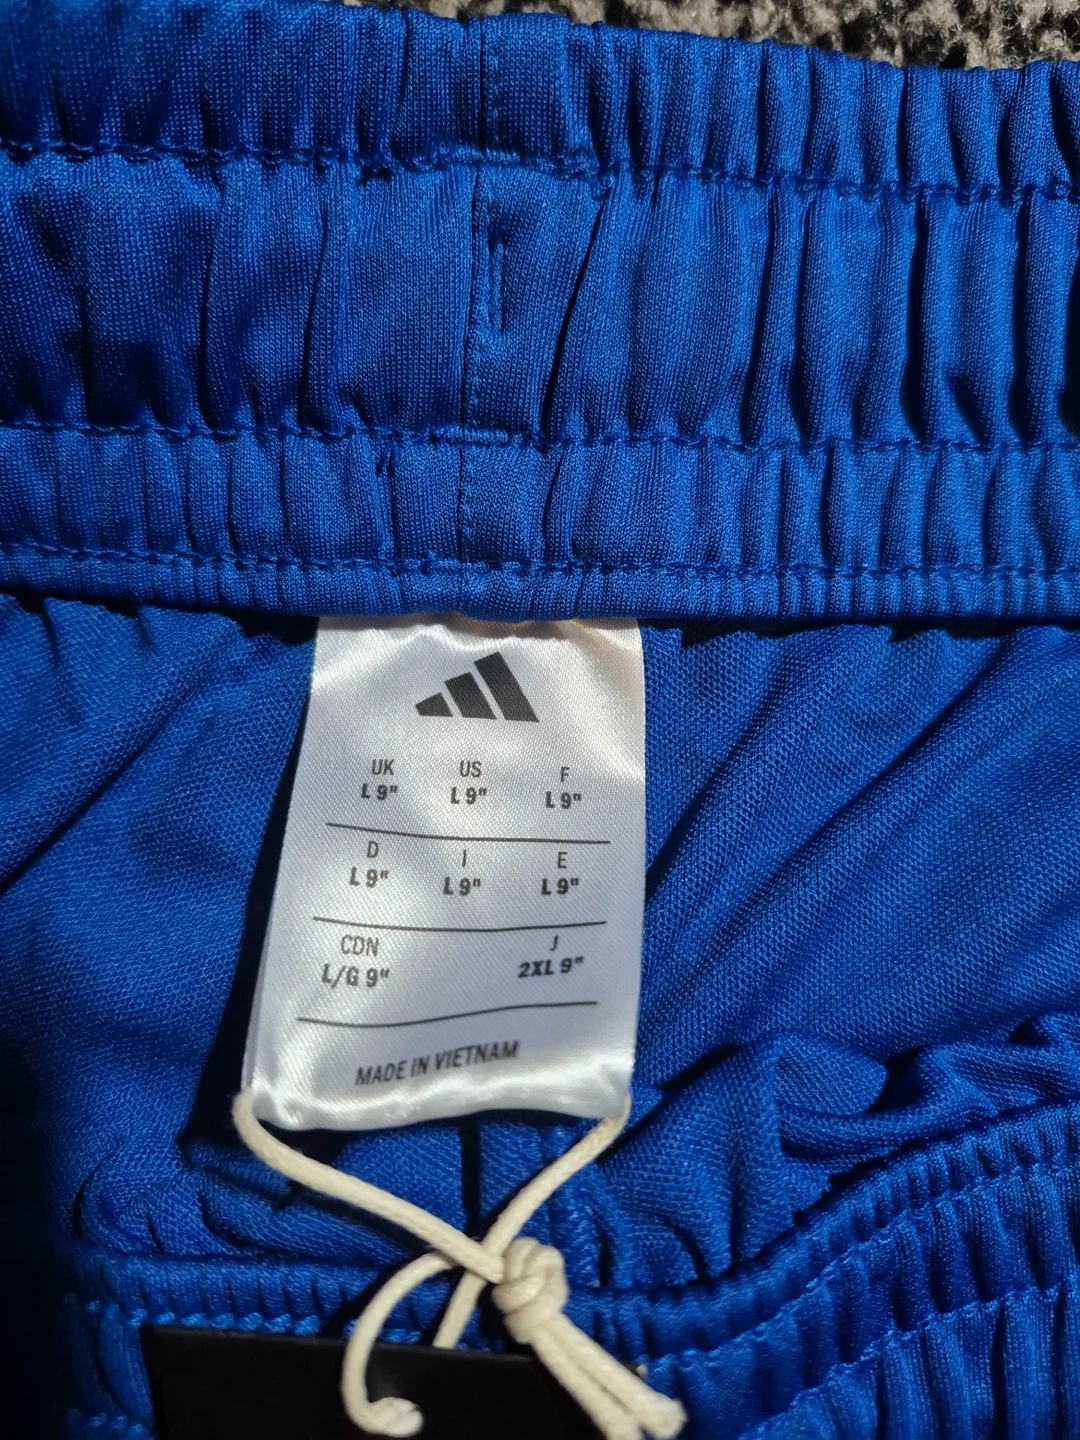 UK US F
L 9" L 9" L 9"
D I E
L 9" L 9" L 9"
CDN J
L/G 9" 2XL 9"
MADE IN VIETNAM